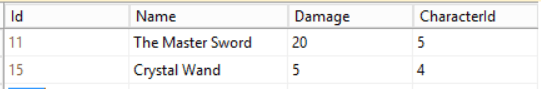 Id Name Damage CharacterId
11 The Master Sword 20 5
15 Crystal Wand 5 4